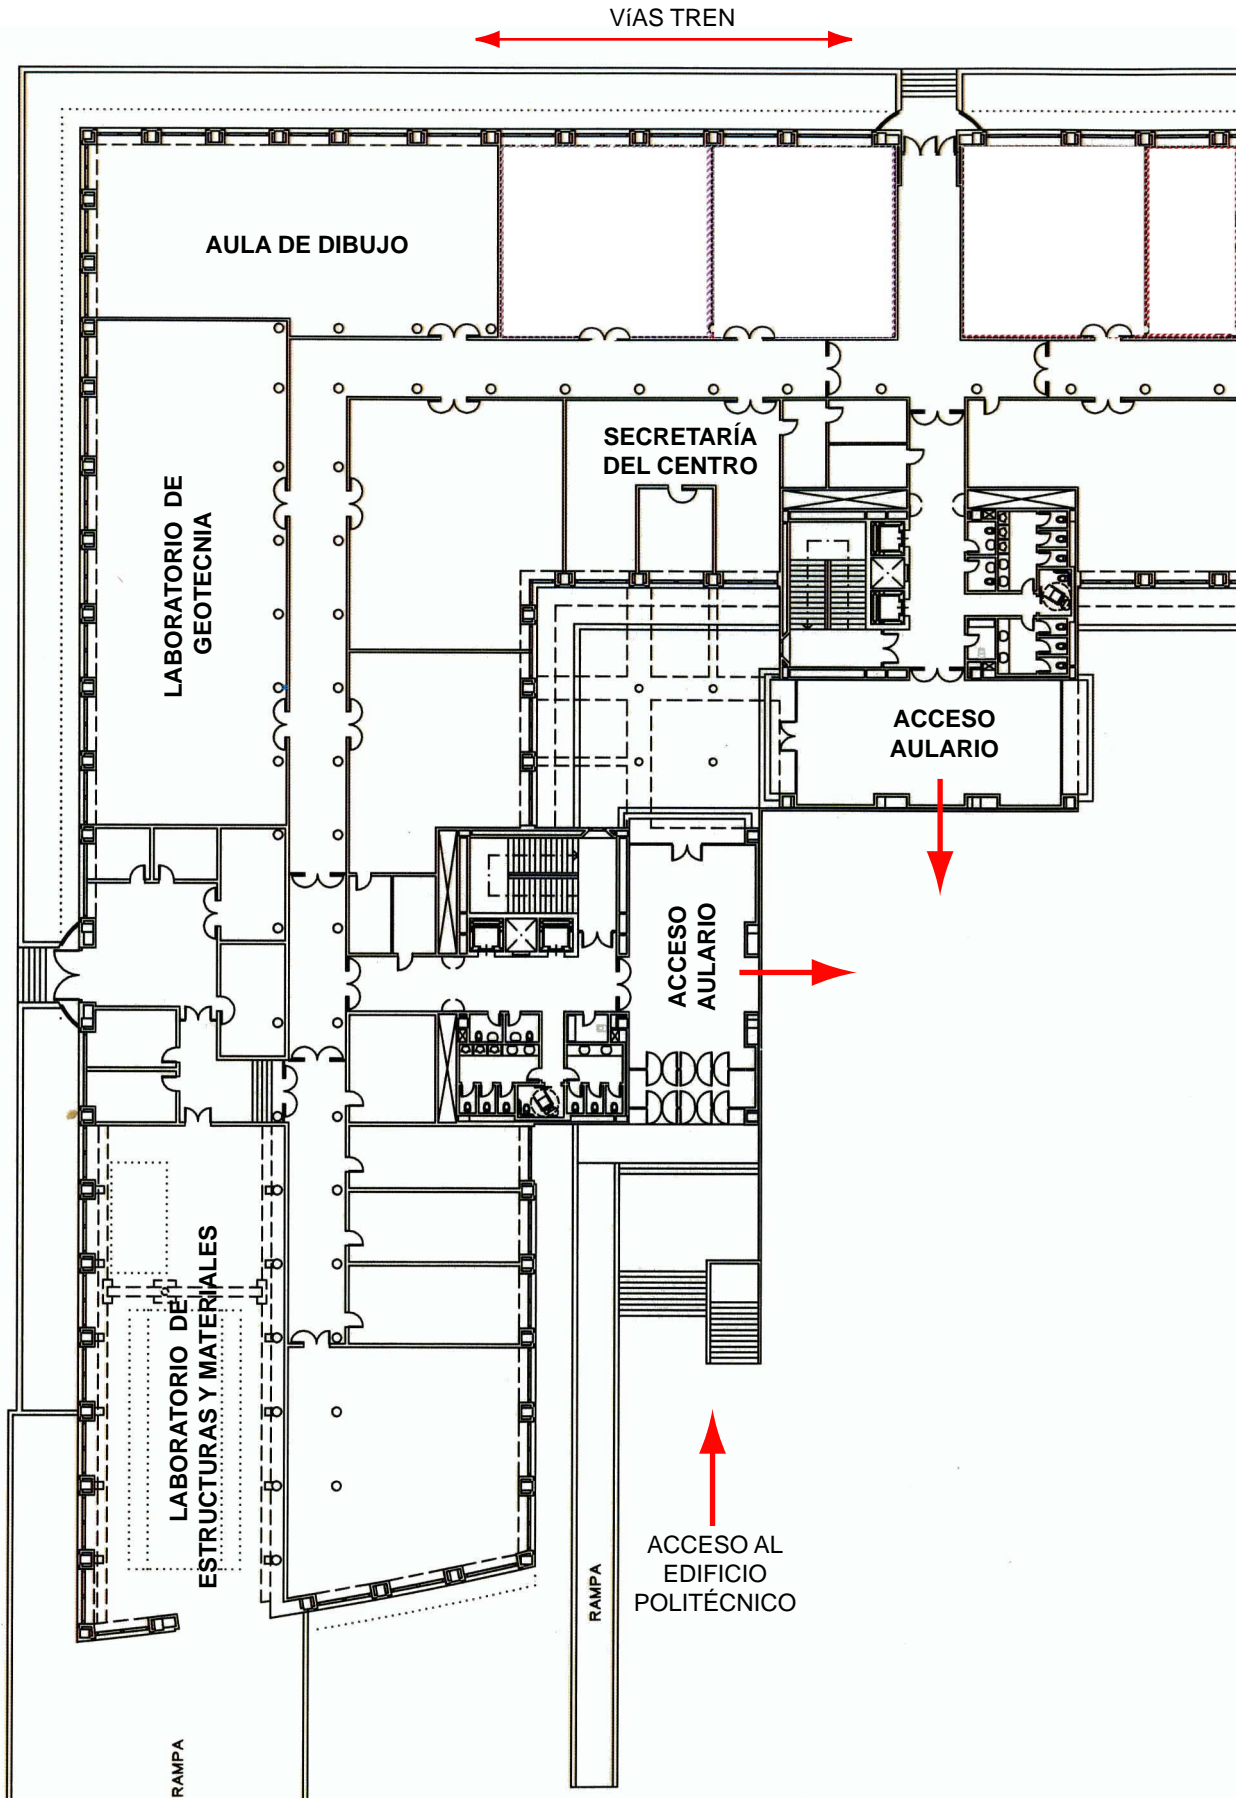 VíAS TREN
AULA DE DIBUJO
SECRETARÍA
DEL CENTRO
LABORATORIO DE
GEOTECNIA
ACCESO
AULARIO
ACCESO
AULARIO
LABORATORIO DE
ESTRUCTURAS Y MATERIALES
ACCESO AL
EDIFICIO
POLITÉCNICO
RAMPA
RAMPA